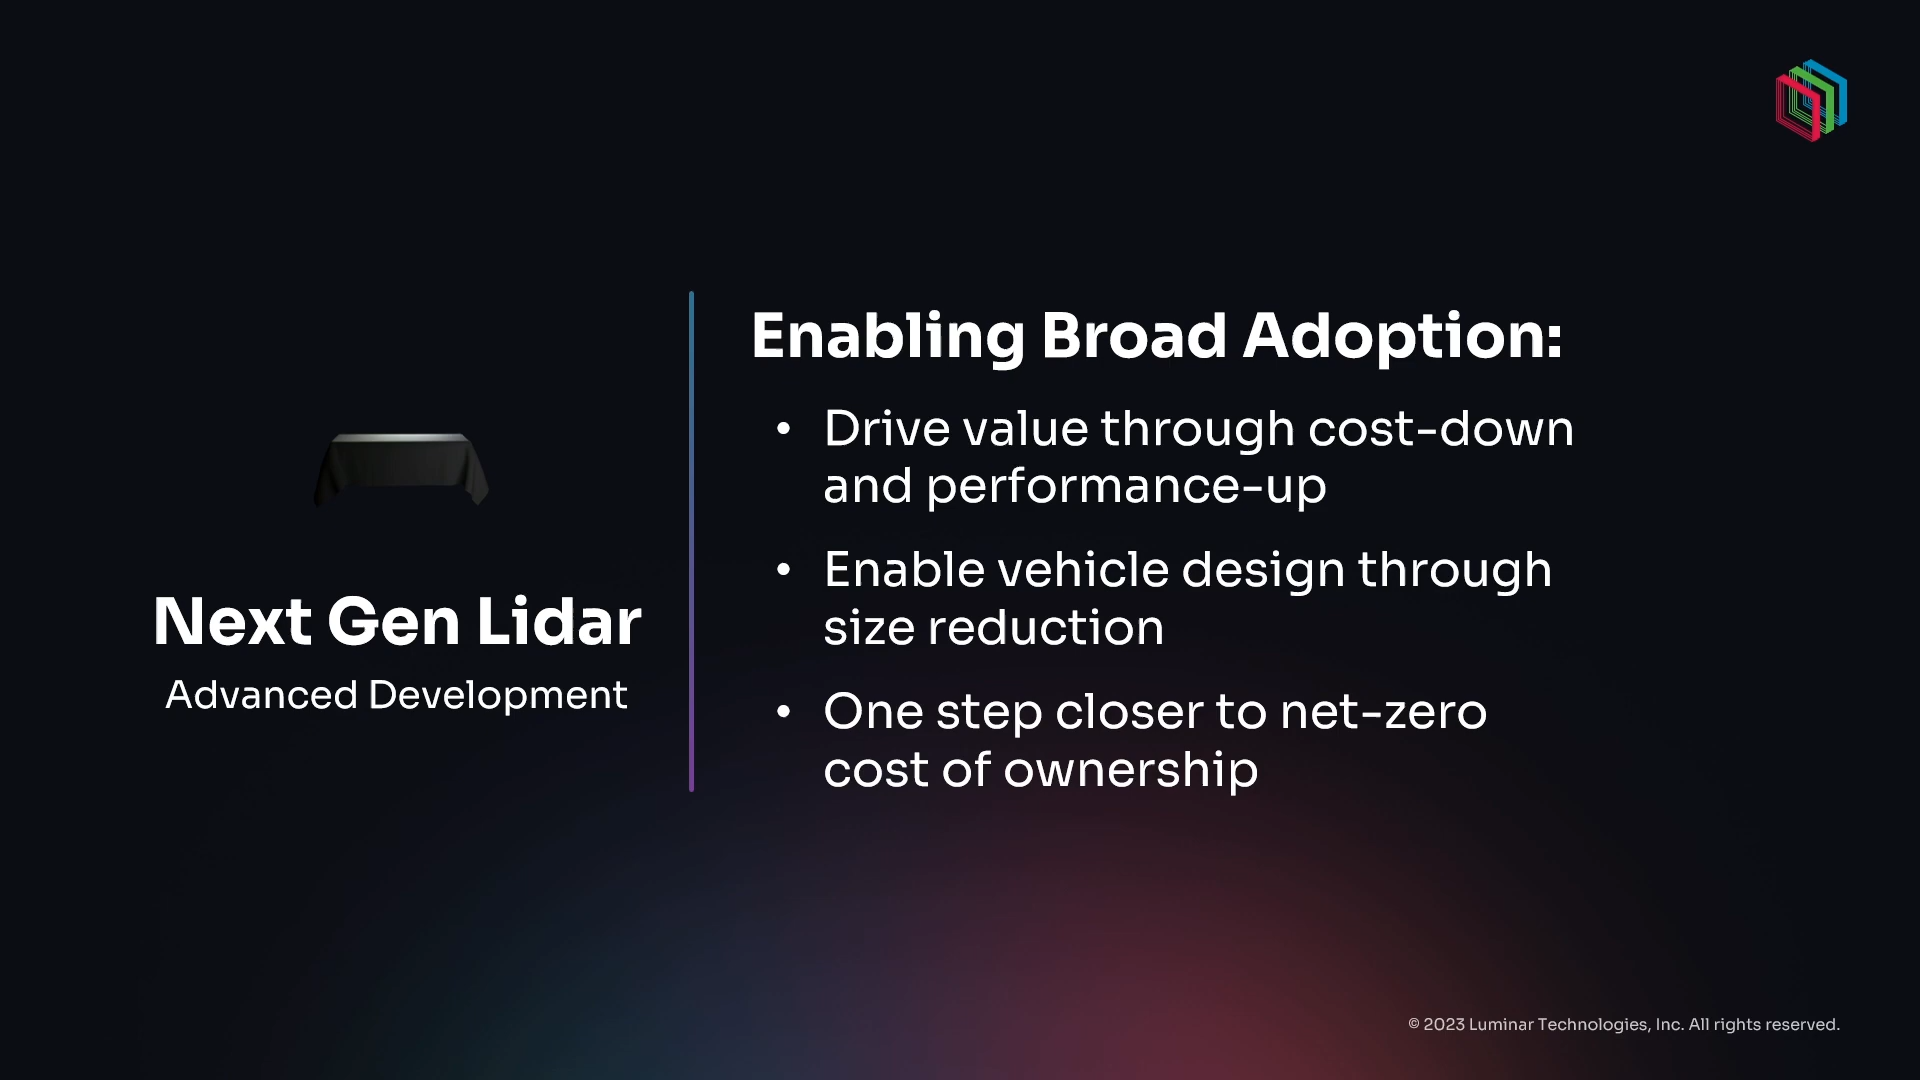 Next Gen Lidar
Advanced Development
Enabling Broad Adoption:
• Drive value through cost-down
and performance-up
• Enable vehicle design through
size reduction
• One step closer to net-zero
cost of ownership
© 2023 Luminar Technologies, Inc. All rights reserved.